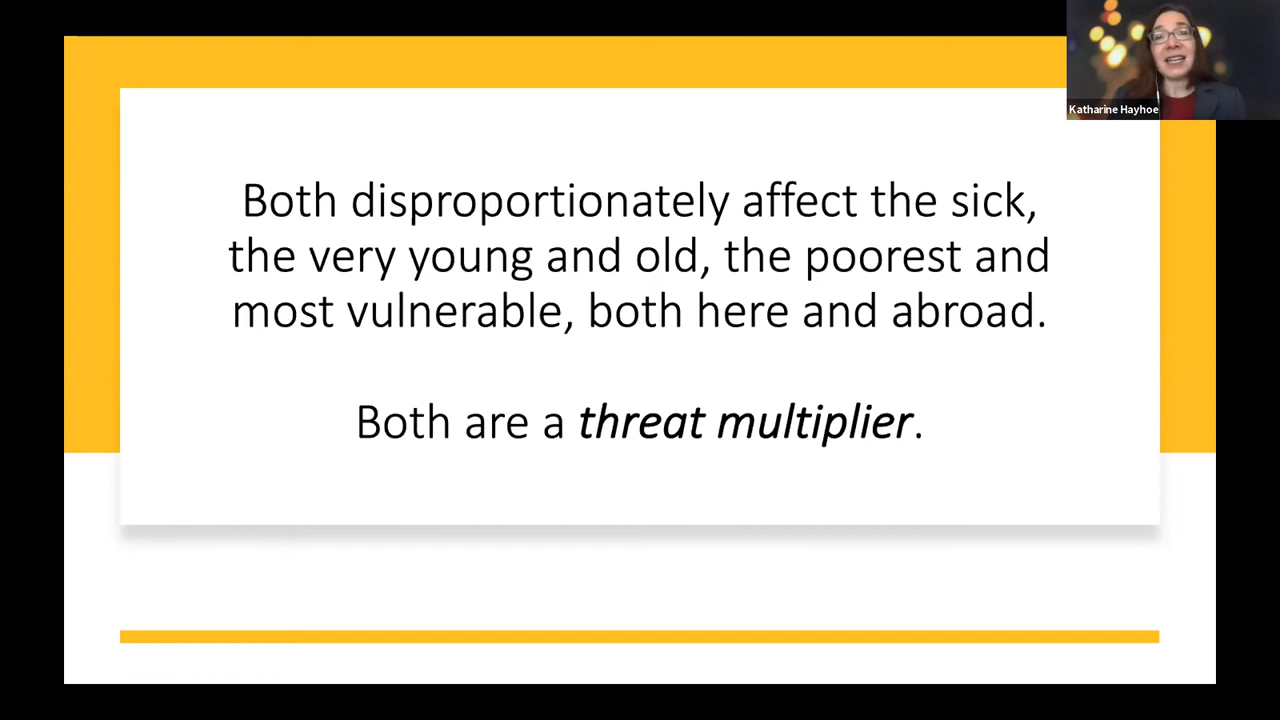 Katharine Hayhoe
Both disproportionately affect the sick,
the very young and old, the poorest and
most vulnerable, both here and abroad.
Both are a threat multiplier.